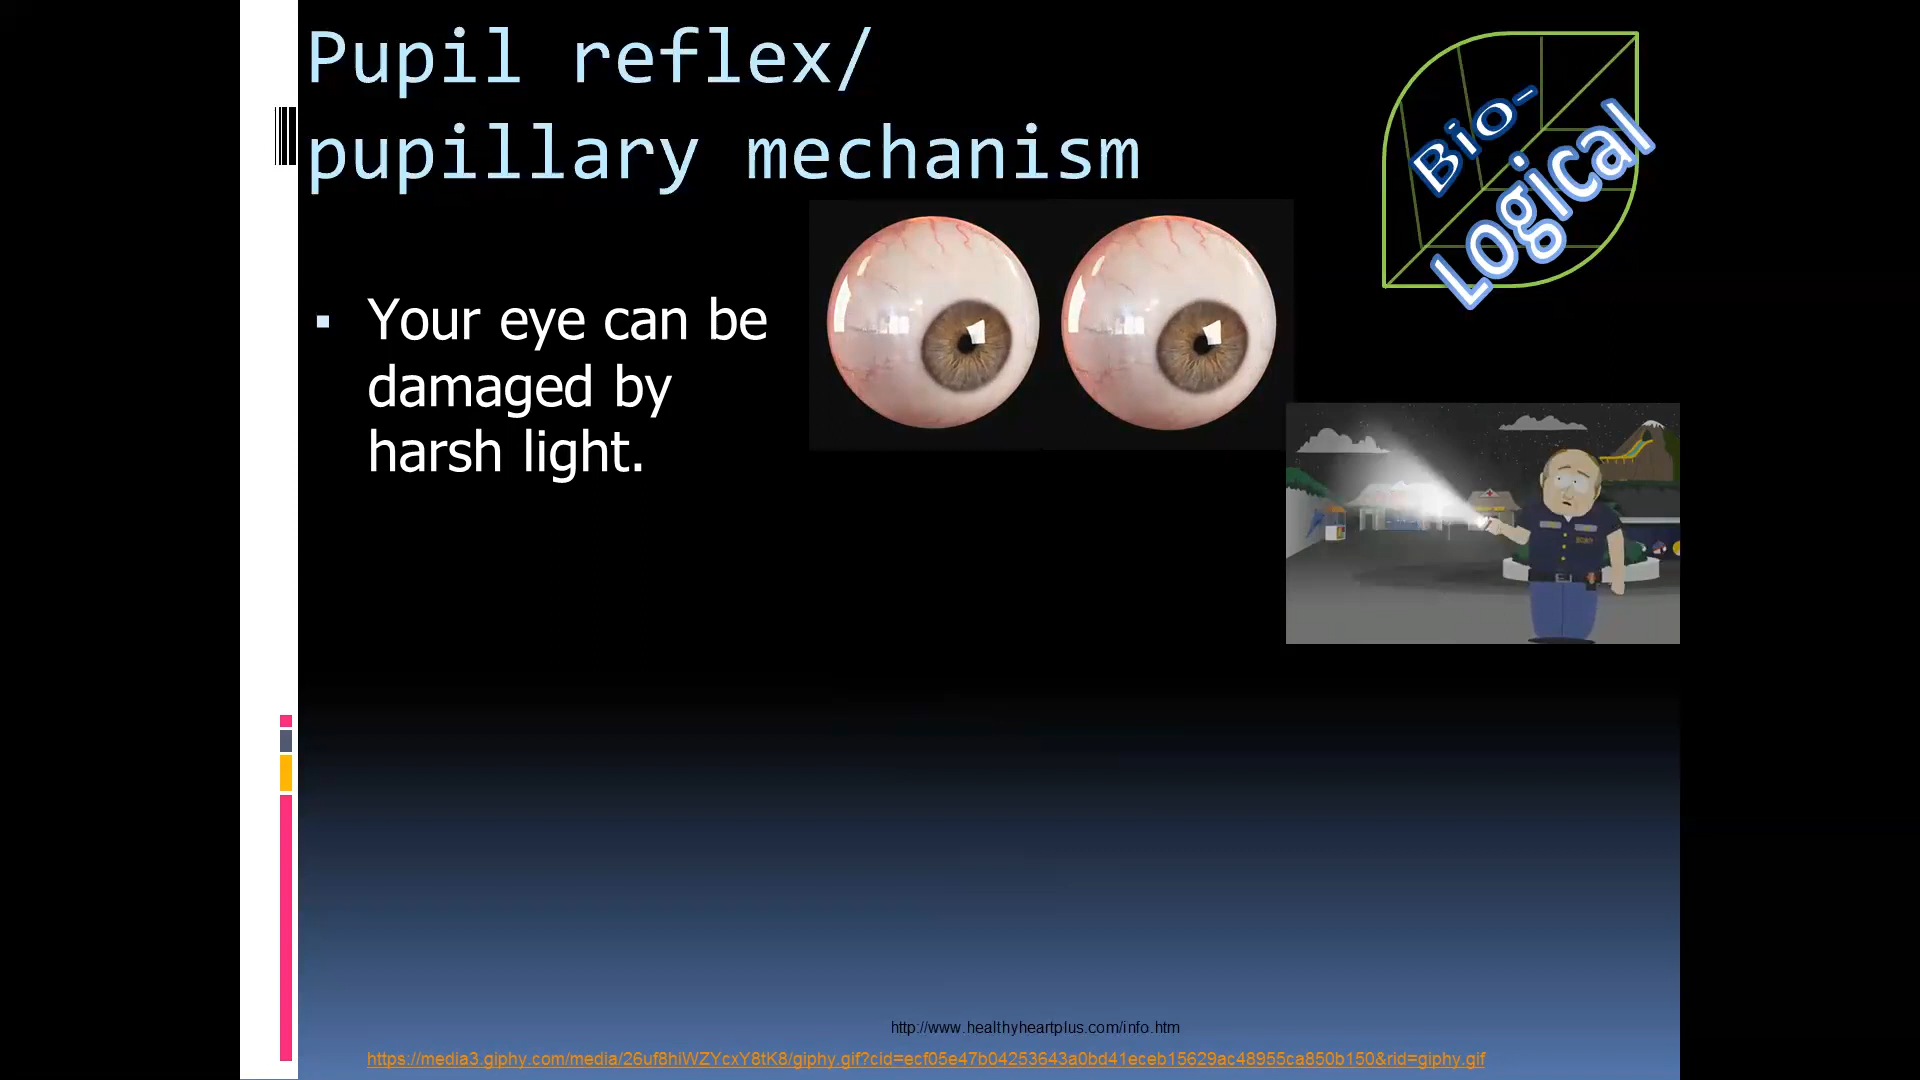 Pupil reflex/
pupillary mechanism
Bio-
Logical
▪ Your eye can be
damaged by
harsh light.
http://www.healthyheartplus.com/info.htm
https://media3.giphy.com/media/26uf8hiWZYcxY8tK8/giphy.gif?cid=ecf05e47b04253643a0bd41eceb15629ac48955ca850b150&rid=giphy.gif